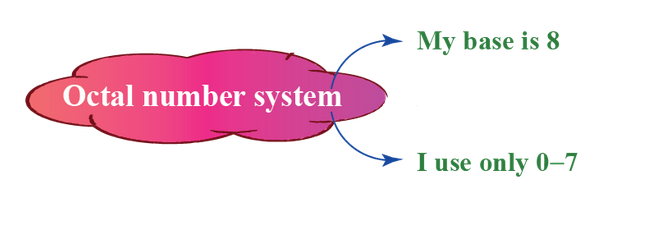 Octal number system
My base is 8
I use only 0–7